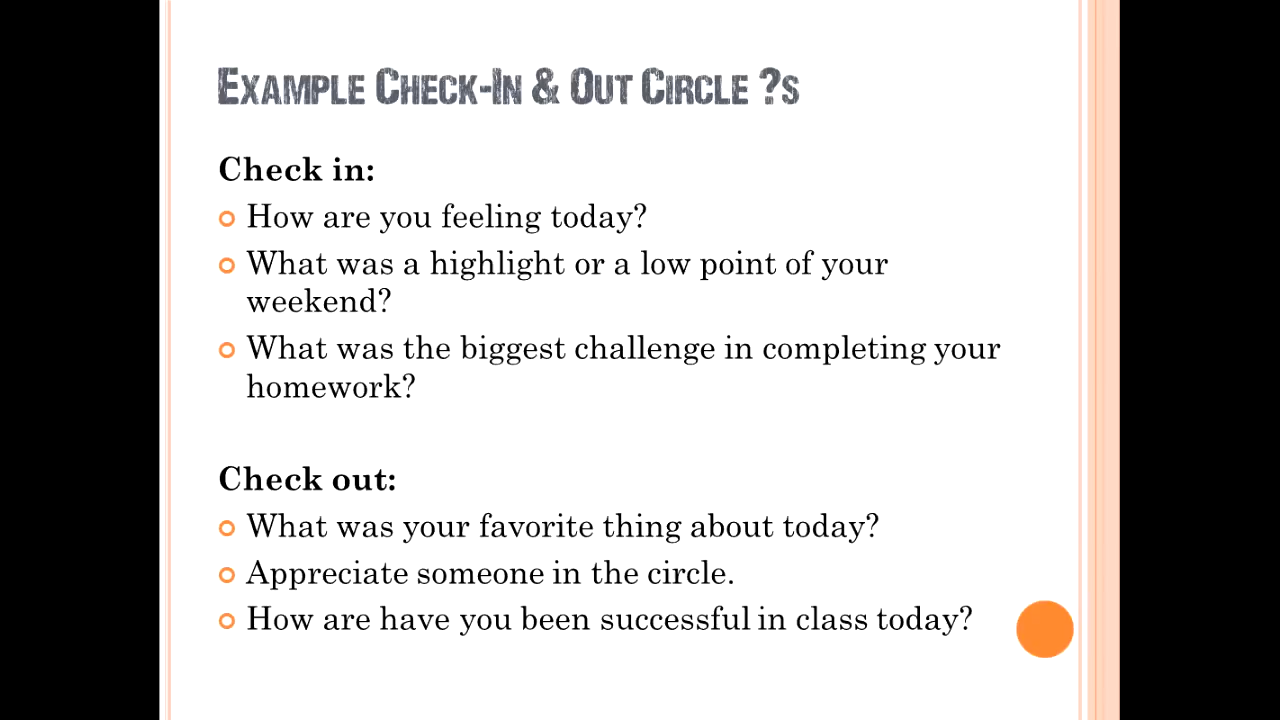 Example Check-In & Out Circle ?s
Check in:
How are you feeling today?
What was a highlight or a low point of your
weekend?
What was the biggest challenge in completing your
homework?
Check out:
What was your favorite thing about today?
Appreciate someone in the circle.
How are have you been successful in class today?